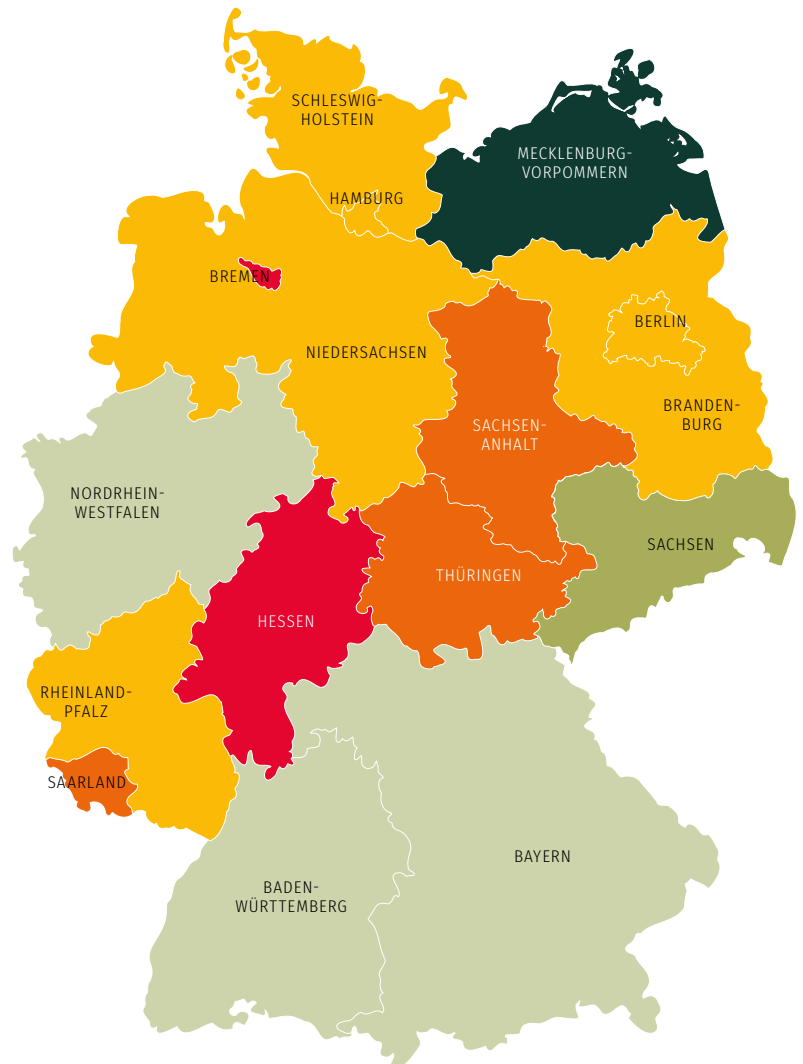 SCHLESWIG-
HOLSTEIN
MECKLENBURG-
VORPOMMERN
HAMBURG
BREMEN
BERLIN
NIEDERSACHSEN
BRANDEN-
BURG
SACHSEN-
ANHALT
NORDRHEIN-
WESTFALEN
SACHSEN
THÜRINGEN
HESSEN
RHEINLAND-
PFALZ
SAARLAND
BAYERN
BADEN-
WÜRTTEMBERG